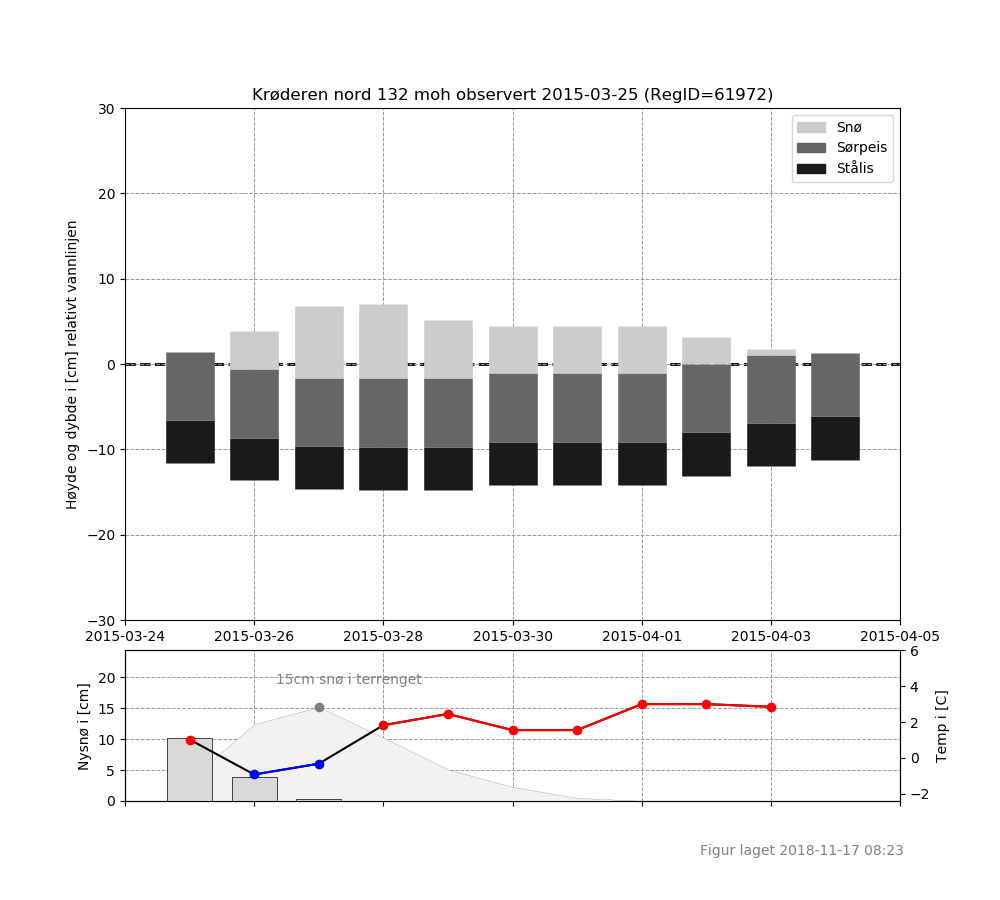 Krøderen nord 132 moh observert 2015-03-25 (RegID=61972)
Høyde og dybde i [cm] relativt vannlinjen
30
20
10
0
−10
−20
−30
Snø
Sørpeis
Stålis
2015-03-24 2015-03-26 2015-03-28 2015-03-30 2015-04-01 2015-04-03 2015-04-05
Nysnø i [cm]
20
15
10
5
0
15cm snø i terrenget
6
4
2
0
−2
Temp i [C]
Figur laget 2018-11-17 08:23